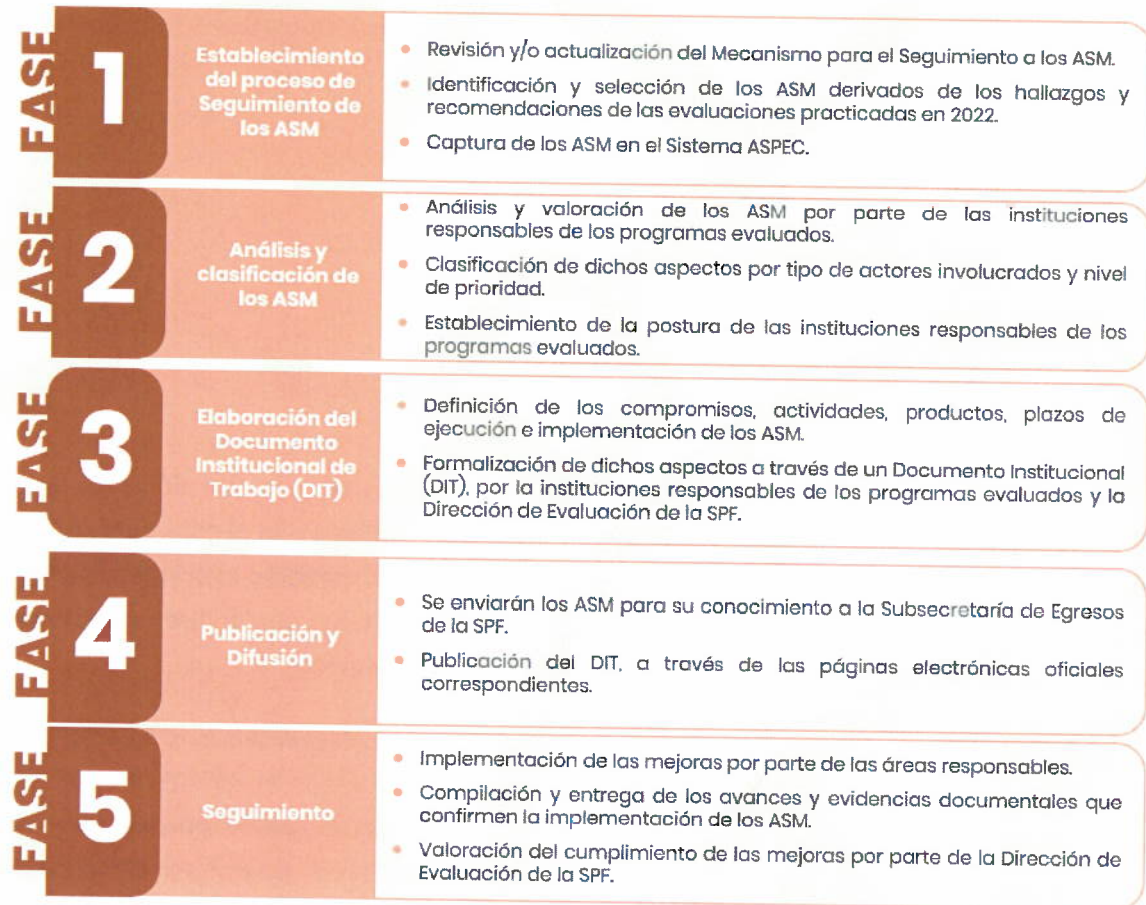 FASE
1
Establecimiento
del proceso de
Seguimiento de
los ASM
• Revisión y/o actualización del Mecanismo para el Seguimiento a los ASM.
• Identificación y selección de los ASM derivados de los hallazgos y
recomendaciones de las evaluaciones practicadas en 2022.
• Captura de los ASM en el Sistema ASPEC.
FASE
2
Análisis y
clasificación de
los ASM
• Análisis y valoración de los ASM por parte de las instituciones
responsables de los programas evaluados.
• Clasificación de dichos aspectos por tipo de actores involucrados y nivel
de prioridad.
• Establecimiento de la postura de las instituciones responsables de los
programas evaluados.
FASE
3
Elaboración del
Documento
Institucional de
Trabajo (DIT)
• Definición de los compromisos, actividades, productos, plazos de
ejecución e implementación de los ASM.
• Formalización de dichos aspectos a través de un Documento Institucional
(DIT), por la instituciones responsables de los programas evaluados y la
Dirección de Evaluación de la SPF.
FASE
4
Publicación y
Difusión
• Se enviarán los ASM para su conocimiento a la Subsecretaría de Egresos
de la SPF.
• Publicación del DIT, a través de las páginas electrónicas oficiales
correspondientes.
FASE
5
Seguimiento
• Implementación de las mejoras por parte de las áreas responsables.
• Compilación y entrega de los avances y evidencias documentales que
confirmen la implementación de los ASM.
• Valoración del cumplimiento de las mejoras por parte de la Dirección de
Evaluación de la SPF.